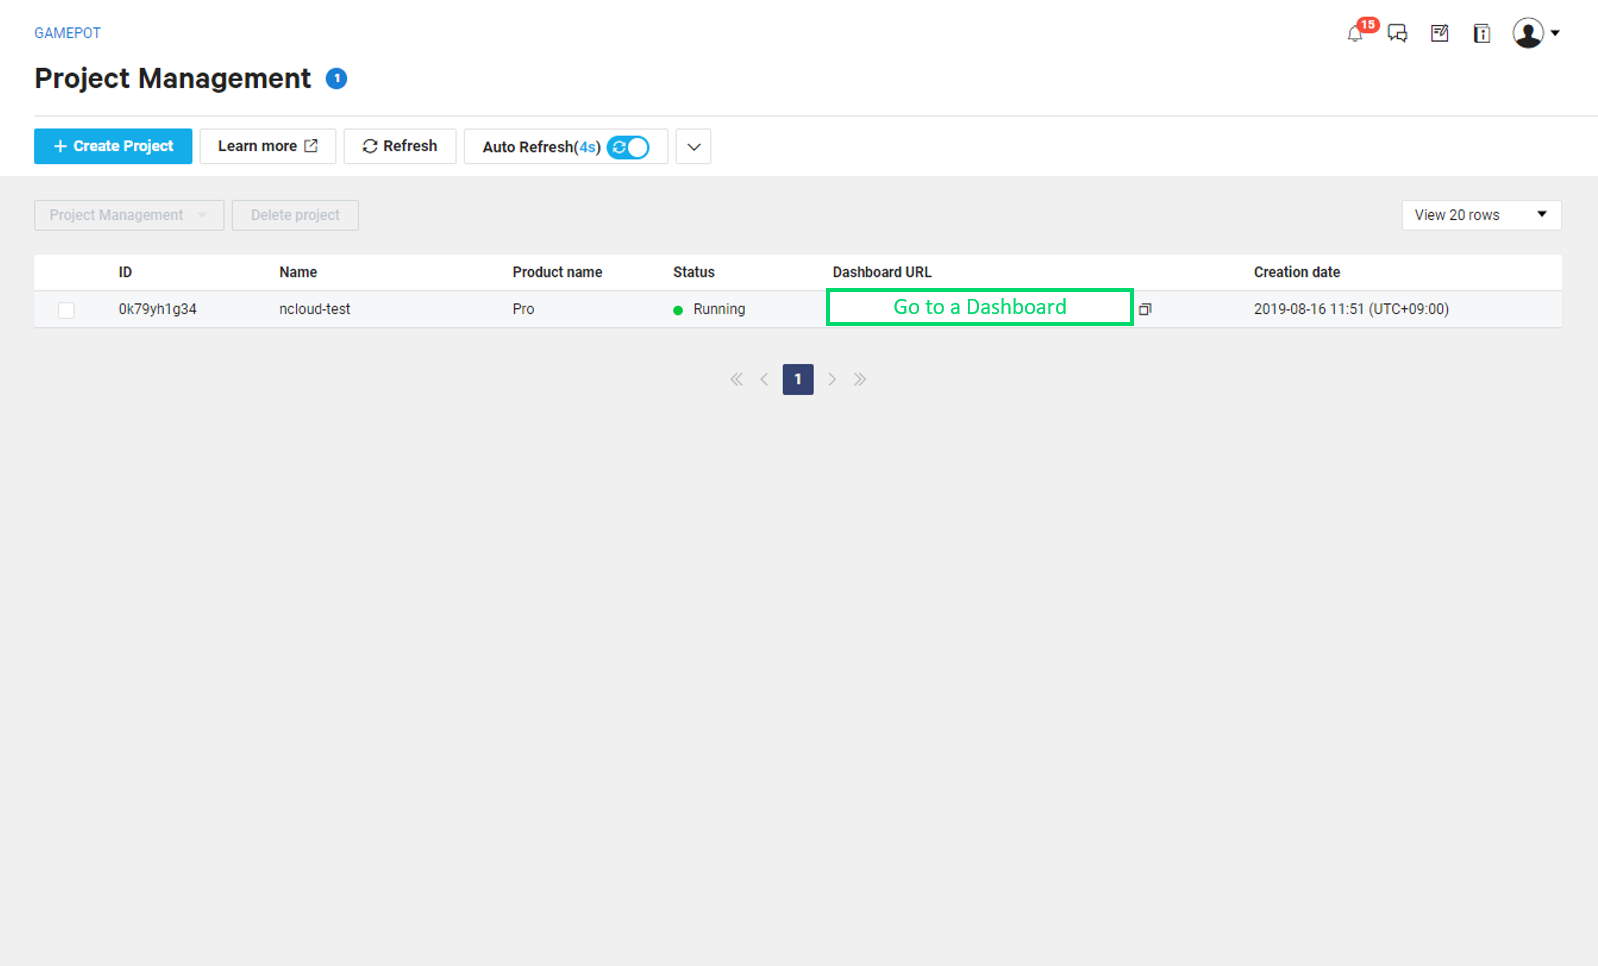 GAMEPOT
15
Project Management 1
+ Create Project Learn more Refresh Auto Refresh(4s)
Project Management Delete project View 20 rows
ID Name Product name Status Dashboard URL Creation date
0k79yh1g34 ncloud-test Pro Running Go to a Dashboard 2019-08-16 11:51 (UTC+09:00)
1